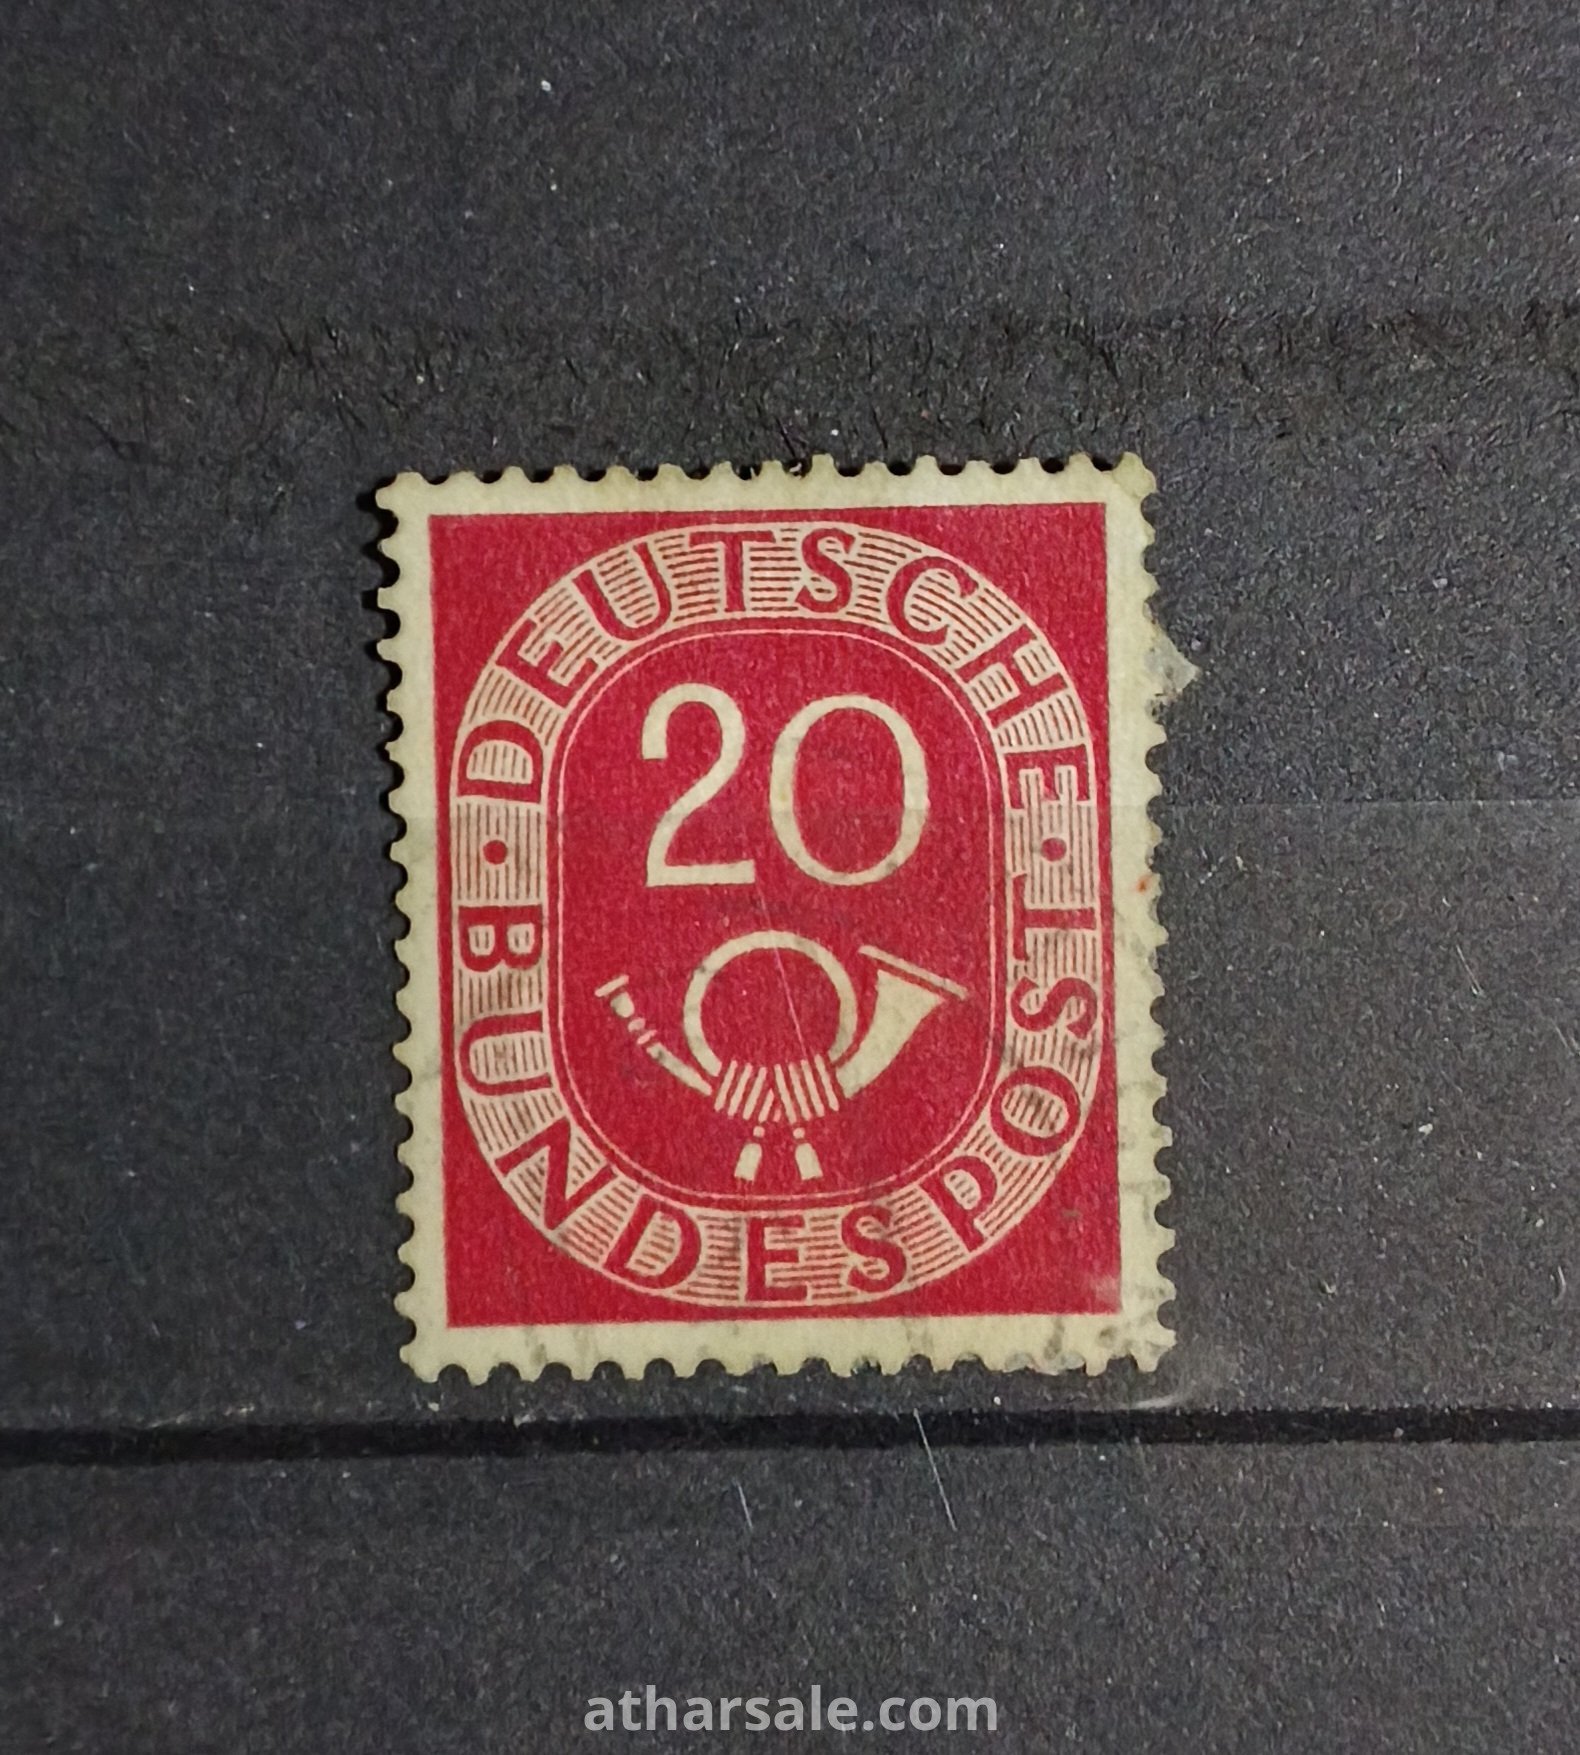 DEUTSCHE · BUNDESPOST ·
20
atharsale.com